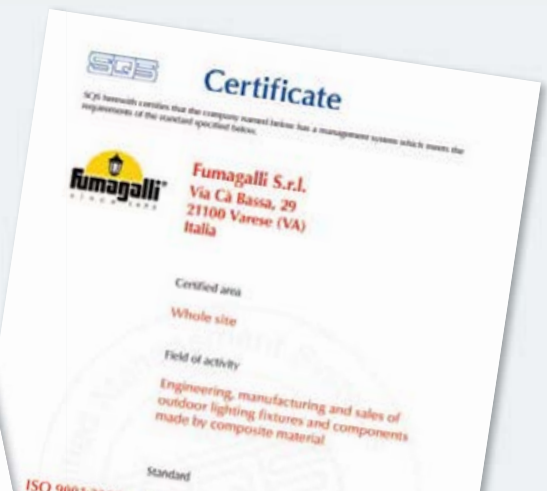 SQS
Certificate
SQS herewith certifies that the company named below has a management system which meets the
requirements of the standard specified below.
Fumagalli
Fumagalli S.r.l.
Via Cà Bassa, 29
21100 Varese (VA)
Italia
Certified area
Whole site
Field of activity
Engineering, manufacturing and sales of
outdoor lighting fixtures and components
made by composite material
Standard
ISO 9001